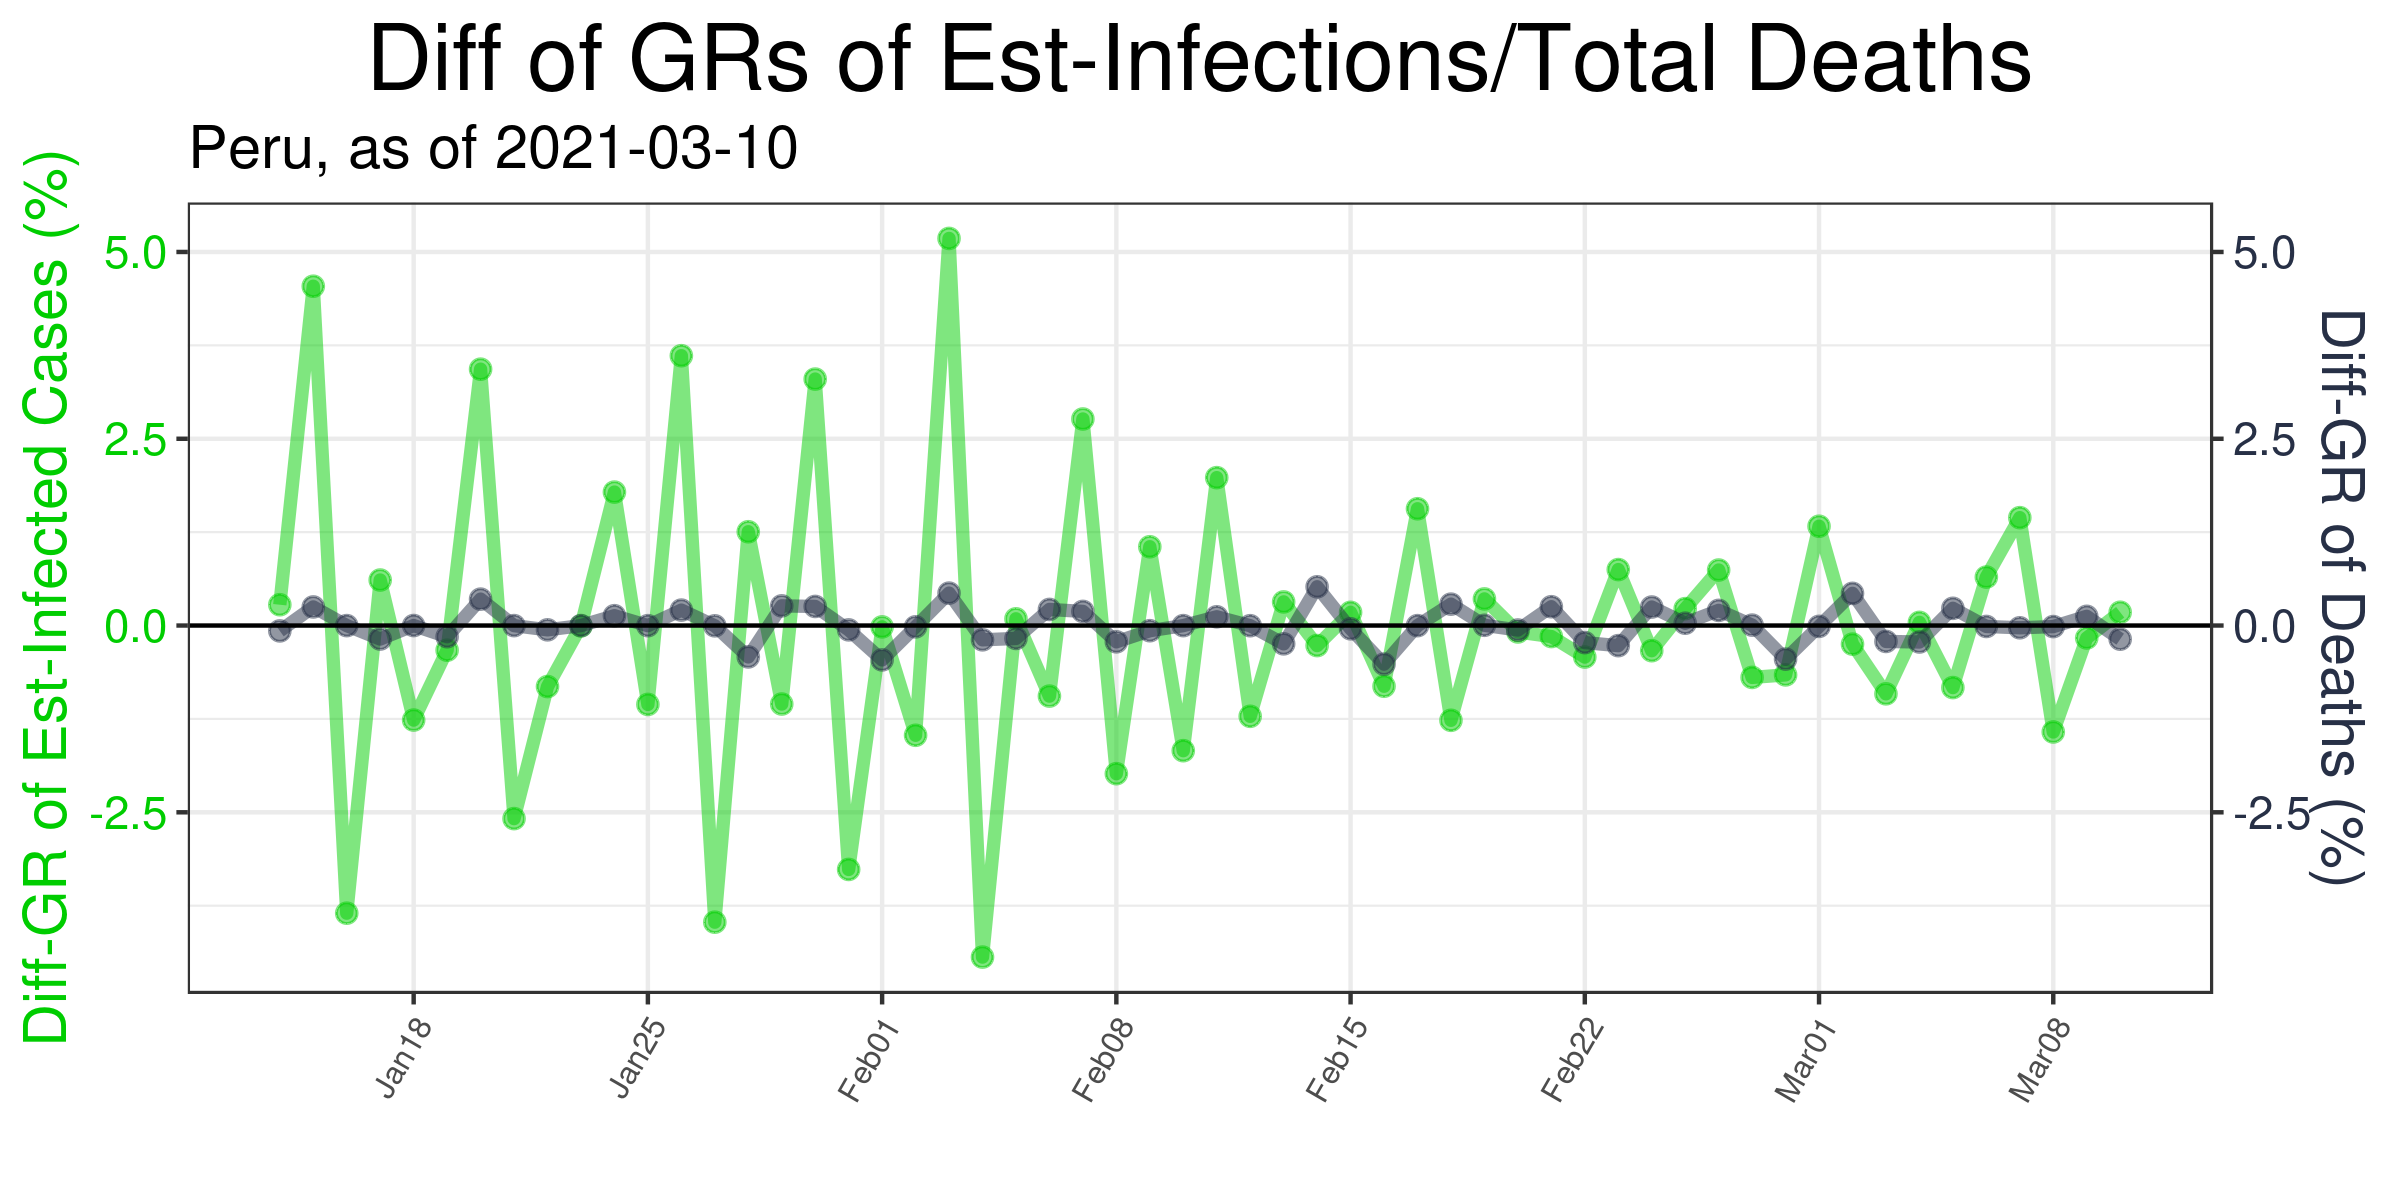 Diff of GRs of Est-Infections/Total Deaths
Peru, as of 2021-03-10
Diff-GR of Est-Infected Cases (%)
5.0
2.5
0.0
-2.5
5.0
2.5
0.0
-2.5
Diff-GR of Deaths (%)
Jan18
Jan25
Feb01
Feb08
Feb15
Feb22
Mar01
Mar08